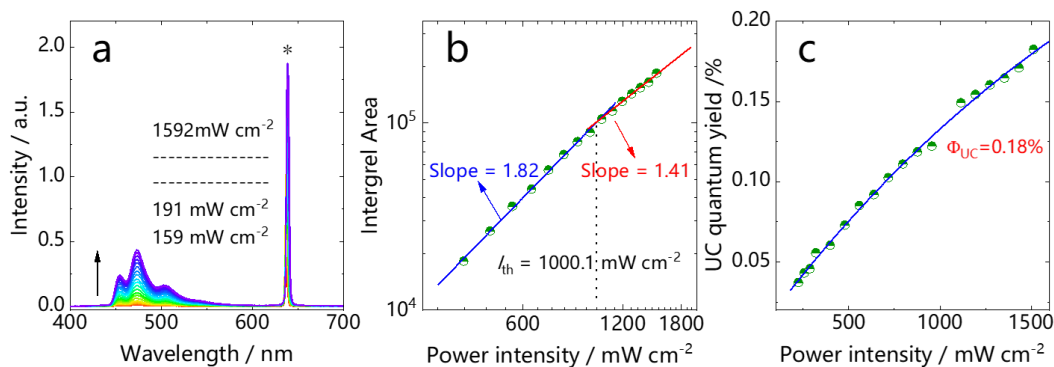 a
*
1592mW cm⁻²
191 mW cm⁻²
159 mW cm⁻²
Intensity / a.u.
2.0
1.5
1.0
0.5
0.0
400 500 600 700
Wavelength / nm
b
Slope = 1.82
Slope = 1.41
Iₜₕ = 1000.1 mW cm⁻²
Intergrel Area
10⁵
10⁴
600 1200 1800
Power intensity / mW cm⁻²
c
Φ_UC=0.18%
UC quantum yield /%
0.20
0.15
0.10
0.05
500 1000 1500
Power intensity / mW cm⁻²